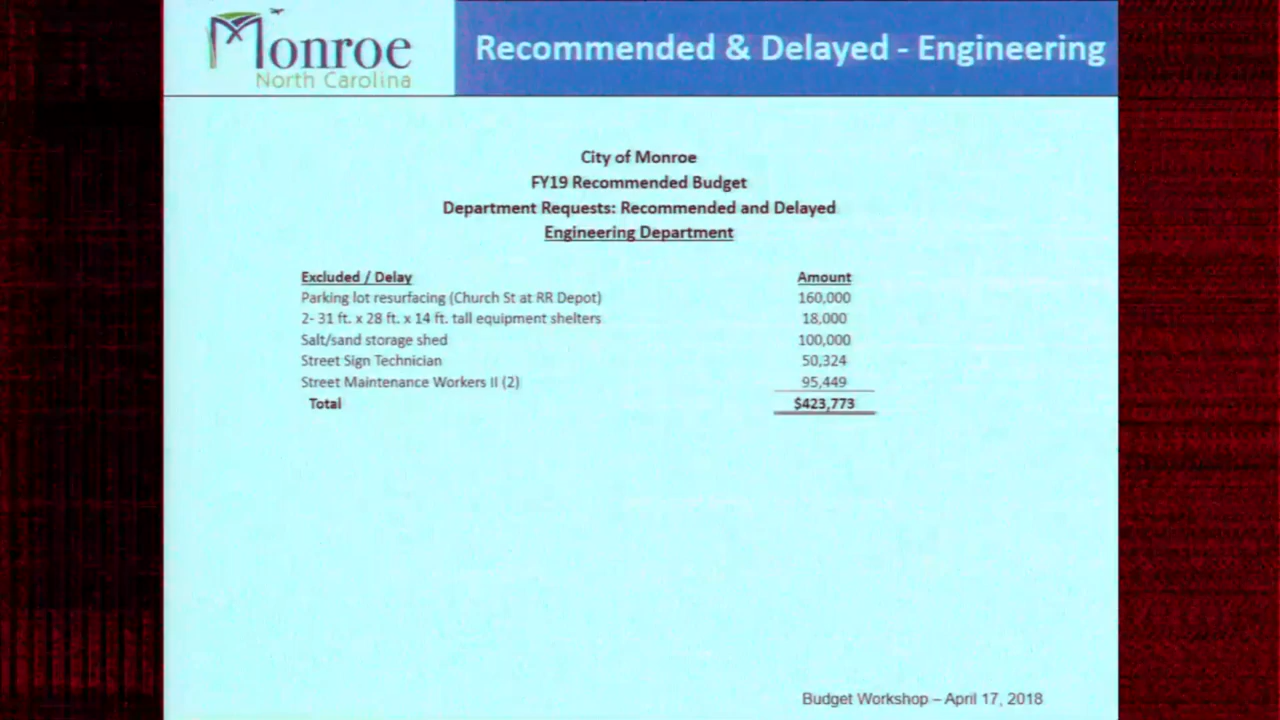 Monroe
North Carolina
Recommended & Delayed - Engineering
City of Monroe
FY19 Recommended Budget
Department Requests: Recommended and Delayed
Engineering Department
Excluded / Delay Amount
Parking lot resurfacing (Church St at RR Depot) 160,000
2- 31 ft. x 28 ft. x 14 ft. tall equipment shelters 18,000
Salt/sand storage shed 100,000
Street Sign Technician 50,324
Street Maintenance Workers II (2) 95,449
Total $423,773
Budget Workshop – April 17, 2018